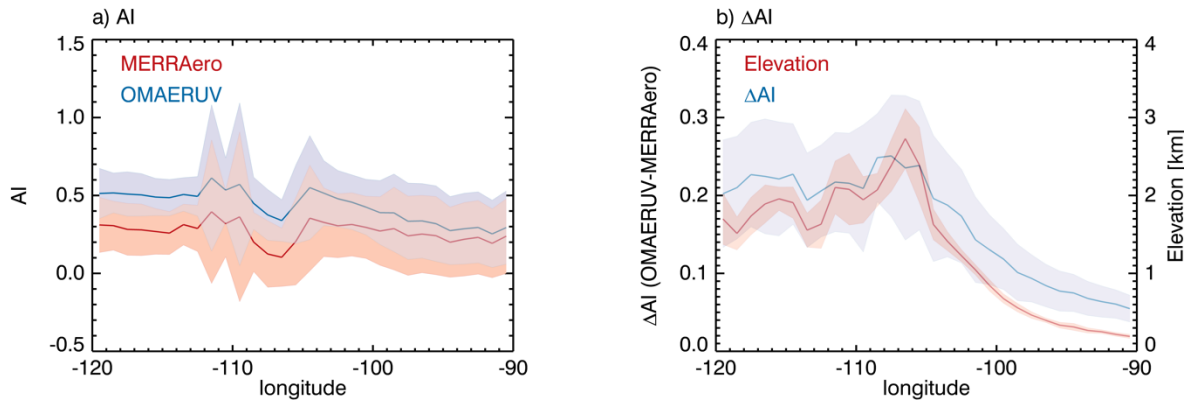 a) AI
1.5
1.0
0.5
0.0
-0.5
AI
MERRAero
OMAERUV
-120
-110
-100
-90
longitude
b) ΔAI
0.4
0.3
0.2
0.1
0.0
ΔAI (OMAERUV-MERRAero)
Elevation
ΔAI
4
3
2
1
0
Elevation [km]
-120
-110
-100
-90
longitude